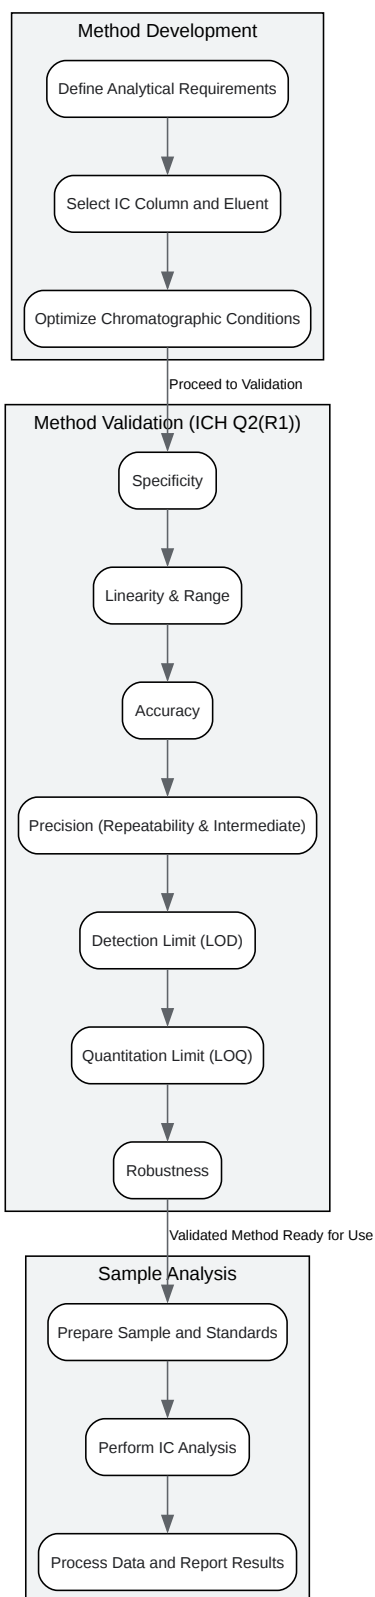 Method Development
Define Analytical Requirements
Select IC Column and Eluent
Optimize Chromatographic Conditions
Proceed to Validation
Method Validation (ICH Q2(R1))
Specificity
Linearity & Range
Accuracy
Precision (Repeatability & Intermediate)
Detection Limit (LOD)
Quantitation Limit (LOQ)
Robustness
Validated Method Ready for Use
Sample Analysis
Prepare Sample and Standards
Perform IC Analysis
Process Data and Report Results